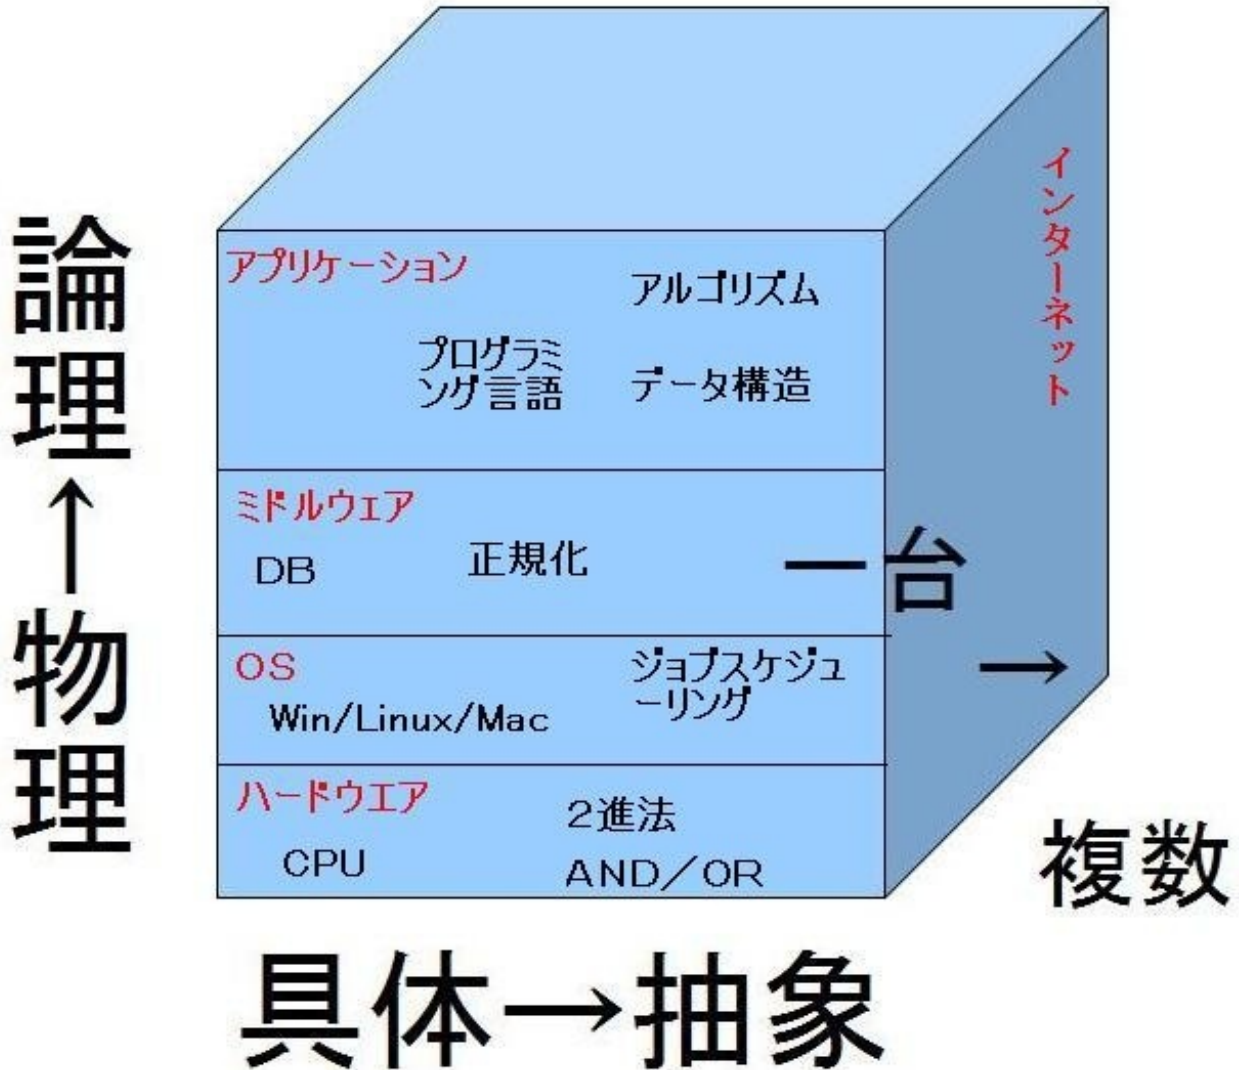 論理
↑
物理
アプリケーション
アルゴリズム
プログラミ
ング言語
データ構造
ミドルウェア
DB
正規化
一台
→
OS
Win/Linux/Mac
ジョブスケジュ
ーリング
ハードウエア
CPU
2進法
AND/OR
インターネット
複数
具体→抽象